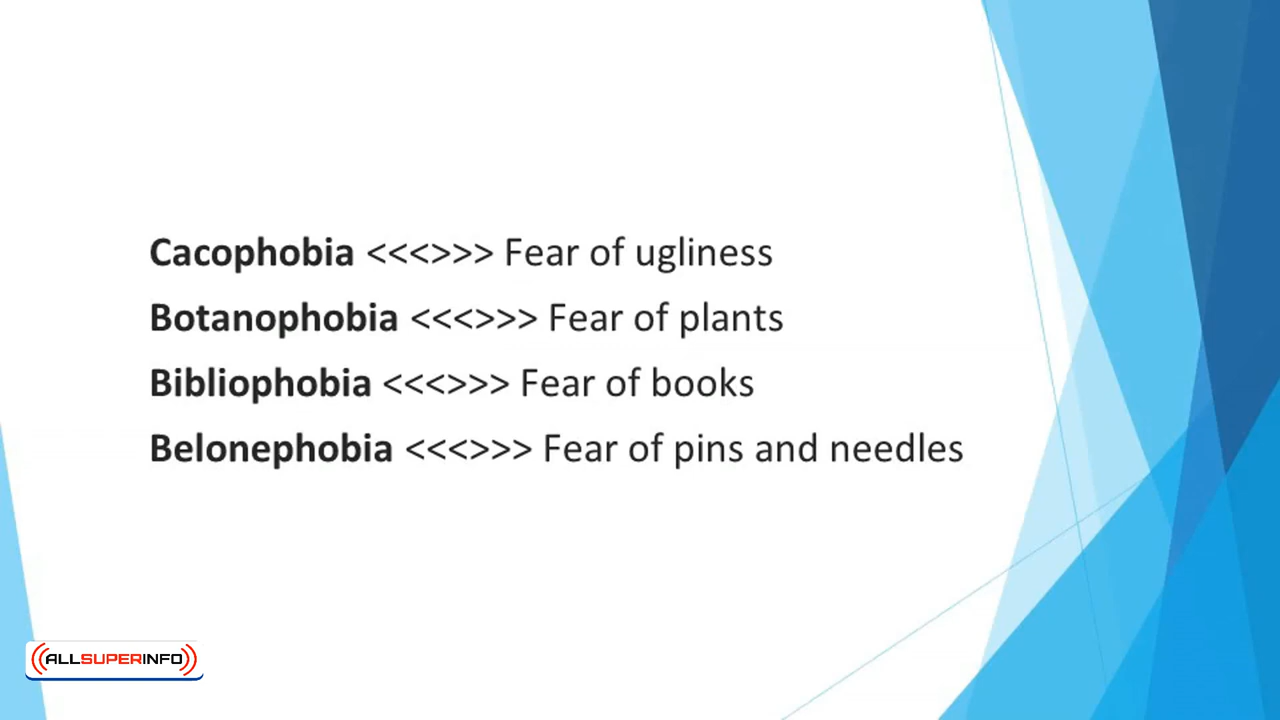 Cacophobia <<<>>> Fear of ugliness
Botanophobia <<<>>> Fear of plants
Bibliophobia <<<>>> Fear of books
Belonephobia <<<>>> Fear of pins and needles
ALLSUPERINFO